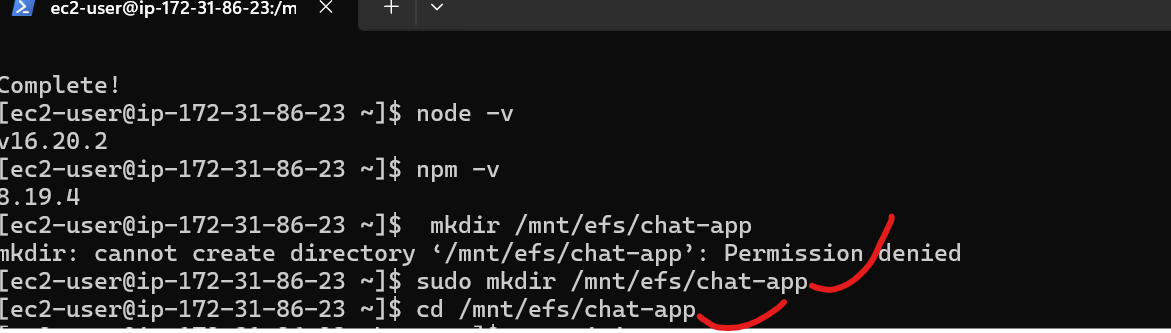 ec2-user@ip-172-31-86-23:/m
Complete!
[ec2-user@ip-172-31-86-23 ~]$ node -v
v16.20.2
[ec2-user@ip-172-31-86-23 ~]$ npm -v
8.19.4
[ec2-user@ip-172-31-86-23 ~]$  mkdir /mnt/efs/chat-app
mkdir: cannot create directory ‘/mnt/efs/chat-app’: Permission denied
[ec2-user@ip-172-31-86-23 ~]$ sudo mkdir /mnt/efs/chat-app
[ec2-user@ip-172-31-86-23 ~]$ cd /mnt/efs/chat-app